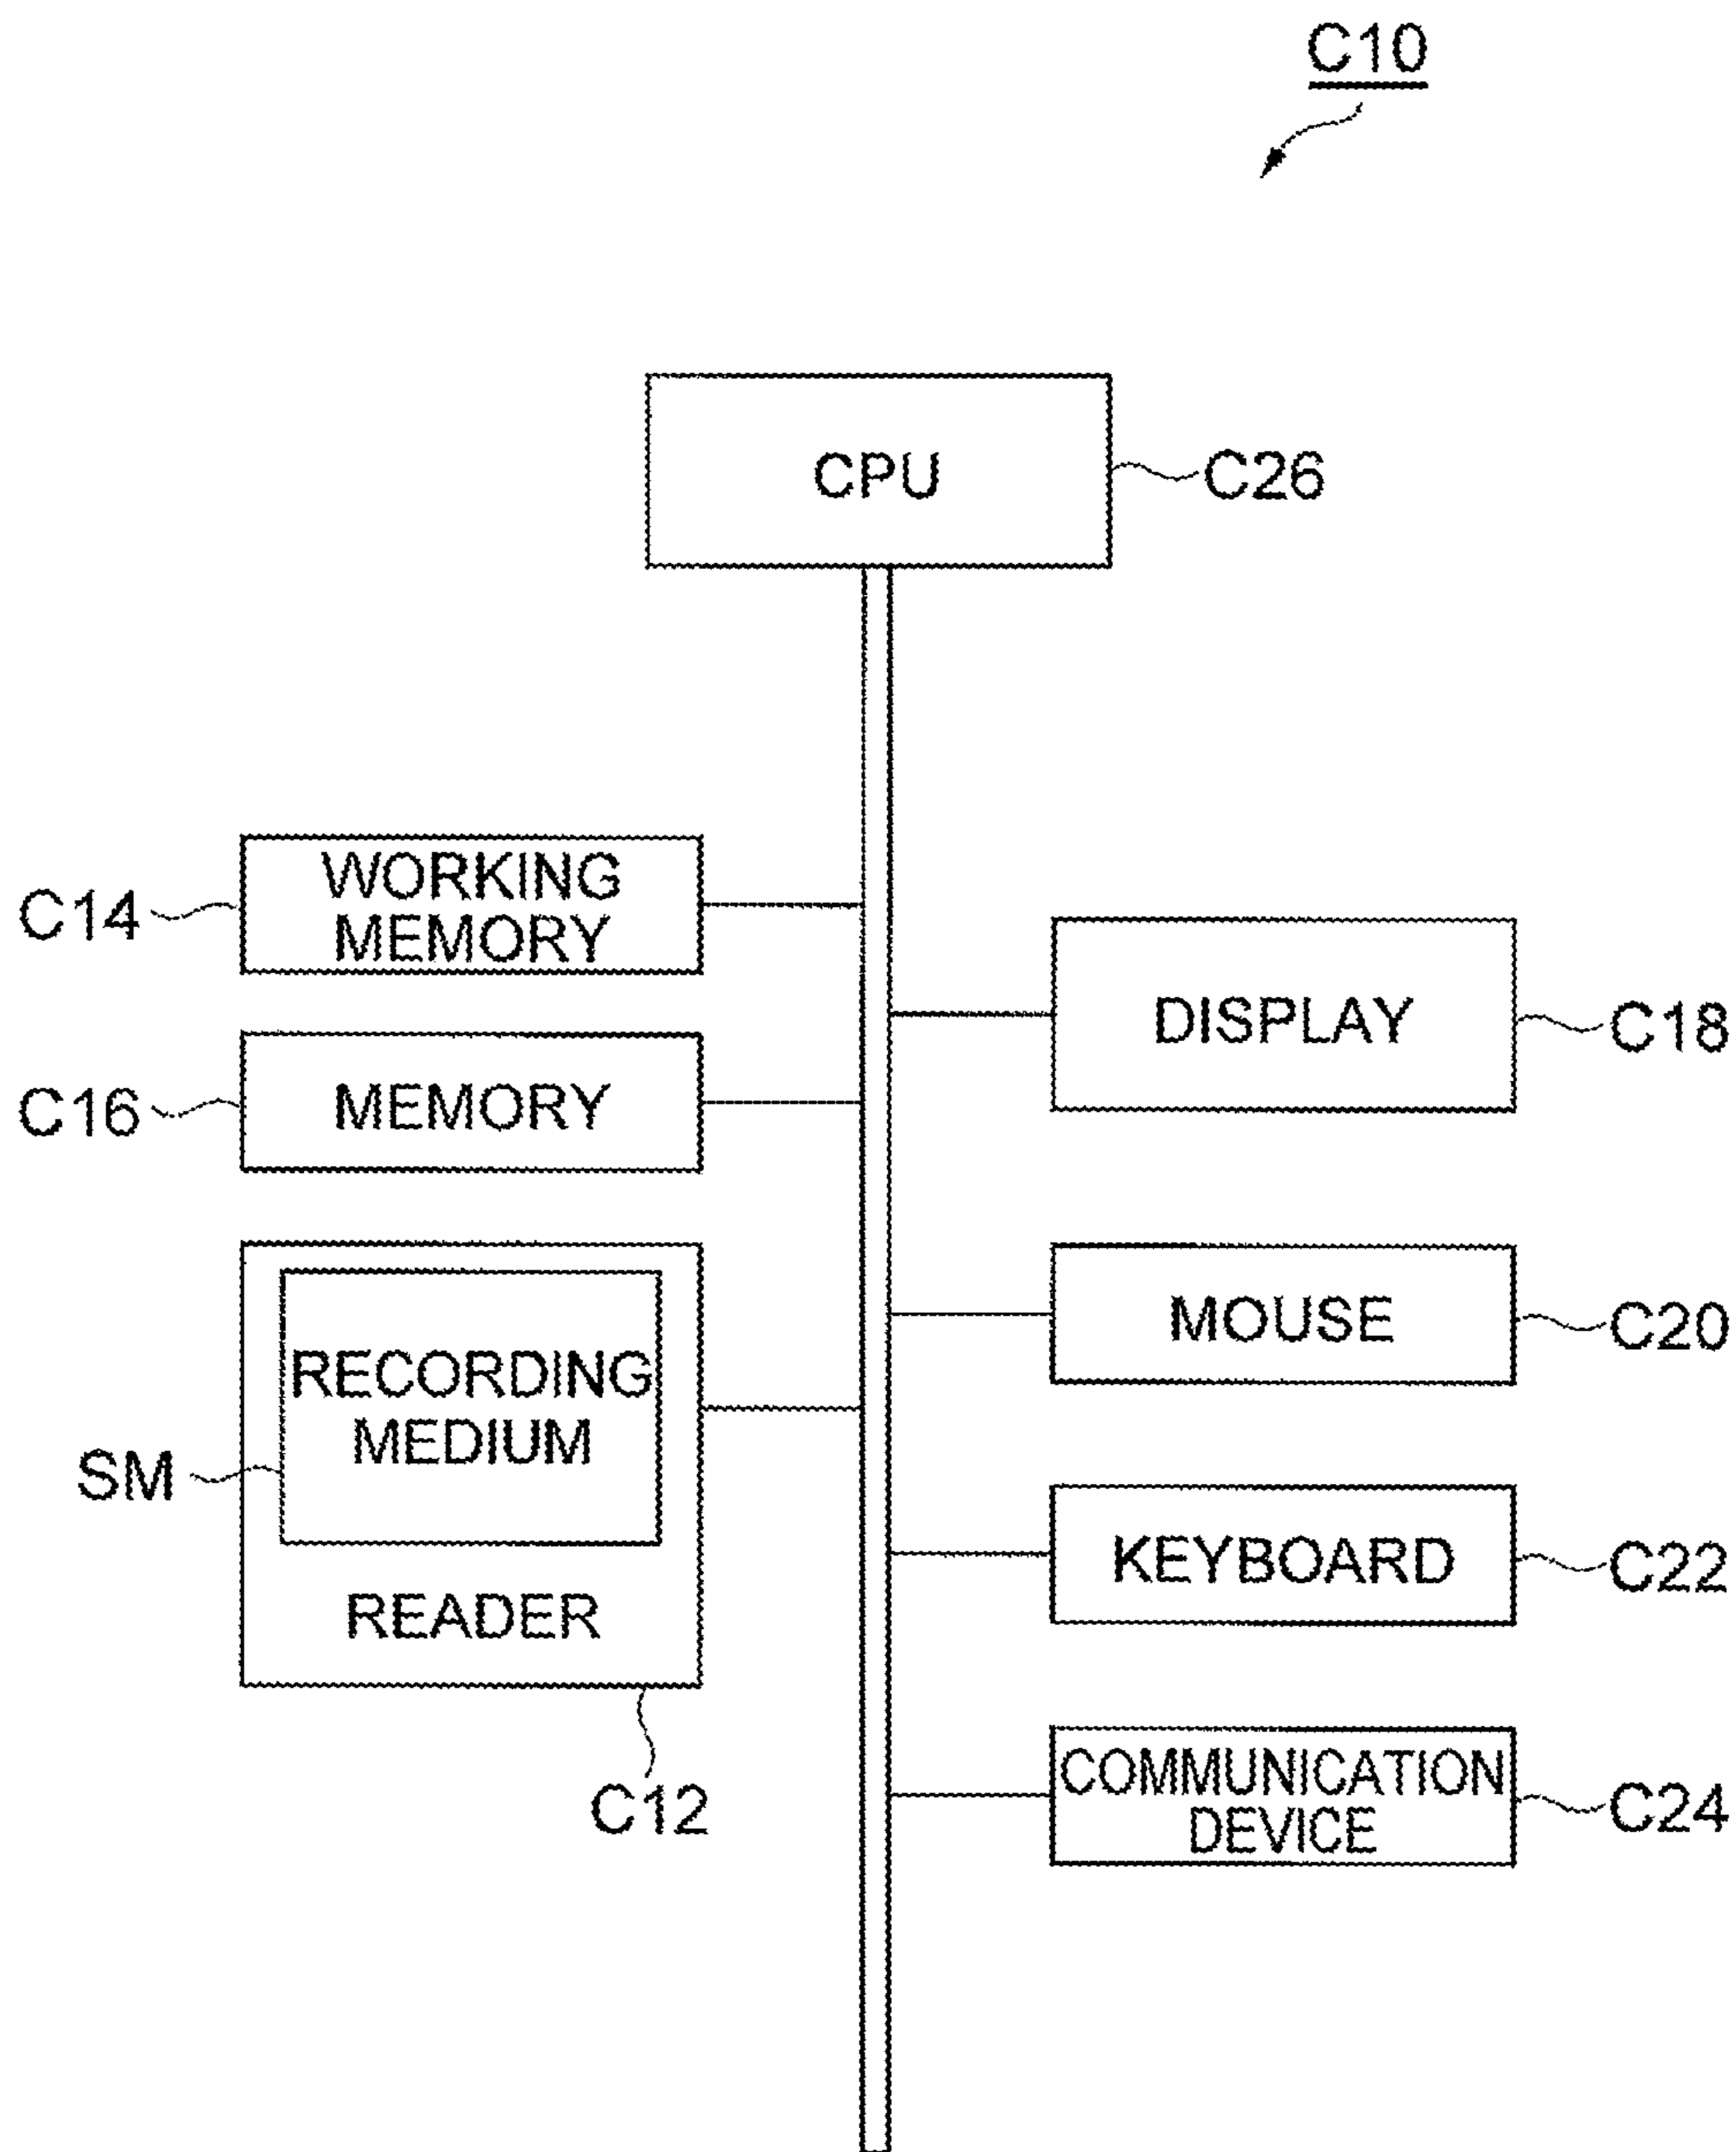 C10
CPU
C26
C14
WORKING
MEMORY
DISPLAY
C18
C16
MEMORY
MOUSE
C20
RECORDING
MEDIUM
SM
READER
C12
KEYBOARD
C22
COMMUNICATION
DEVICE
C24